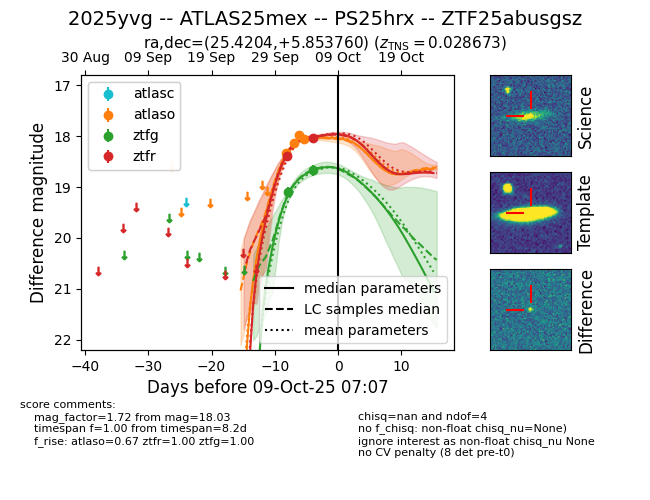 2025yvg -- ATLAS25mex -- PS25hrx -- ZTF25abusgsz
ra,dec=(25.4204,+5.853760) (zTNS = 0.028673)
30 Aug 09 Sep 19 Sep 29 Sep 09 Oct 19 Oct
17
18
19
20
21
22
Difference magnitude
atlasc
atlaso
ztfg
ztfr
median parameters
LC samples median
mean parameters
−40 −30 −20 −10 0 10
Days before 09-Oct-25 07:07
Science
Template
Difference
score comments:
mag_factor=1.72 from mag=18.03
timespan f=1.00 from timespan=8.2d
f_rise: atlaso=0.67 ztfr=1.00 ztfg=1.00
chisq=nan and ndof=4
no f_chisq: non-float chisq_nu=None)
ignore interest as non-float chisq_nu None
no CV penalty (8 det pre-t0)